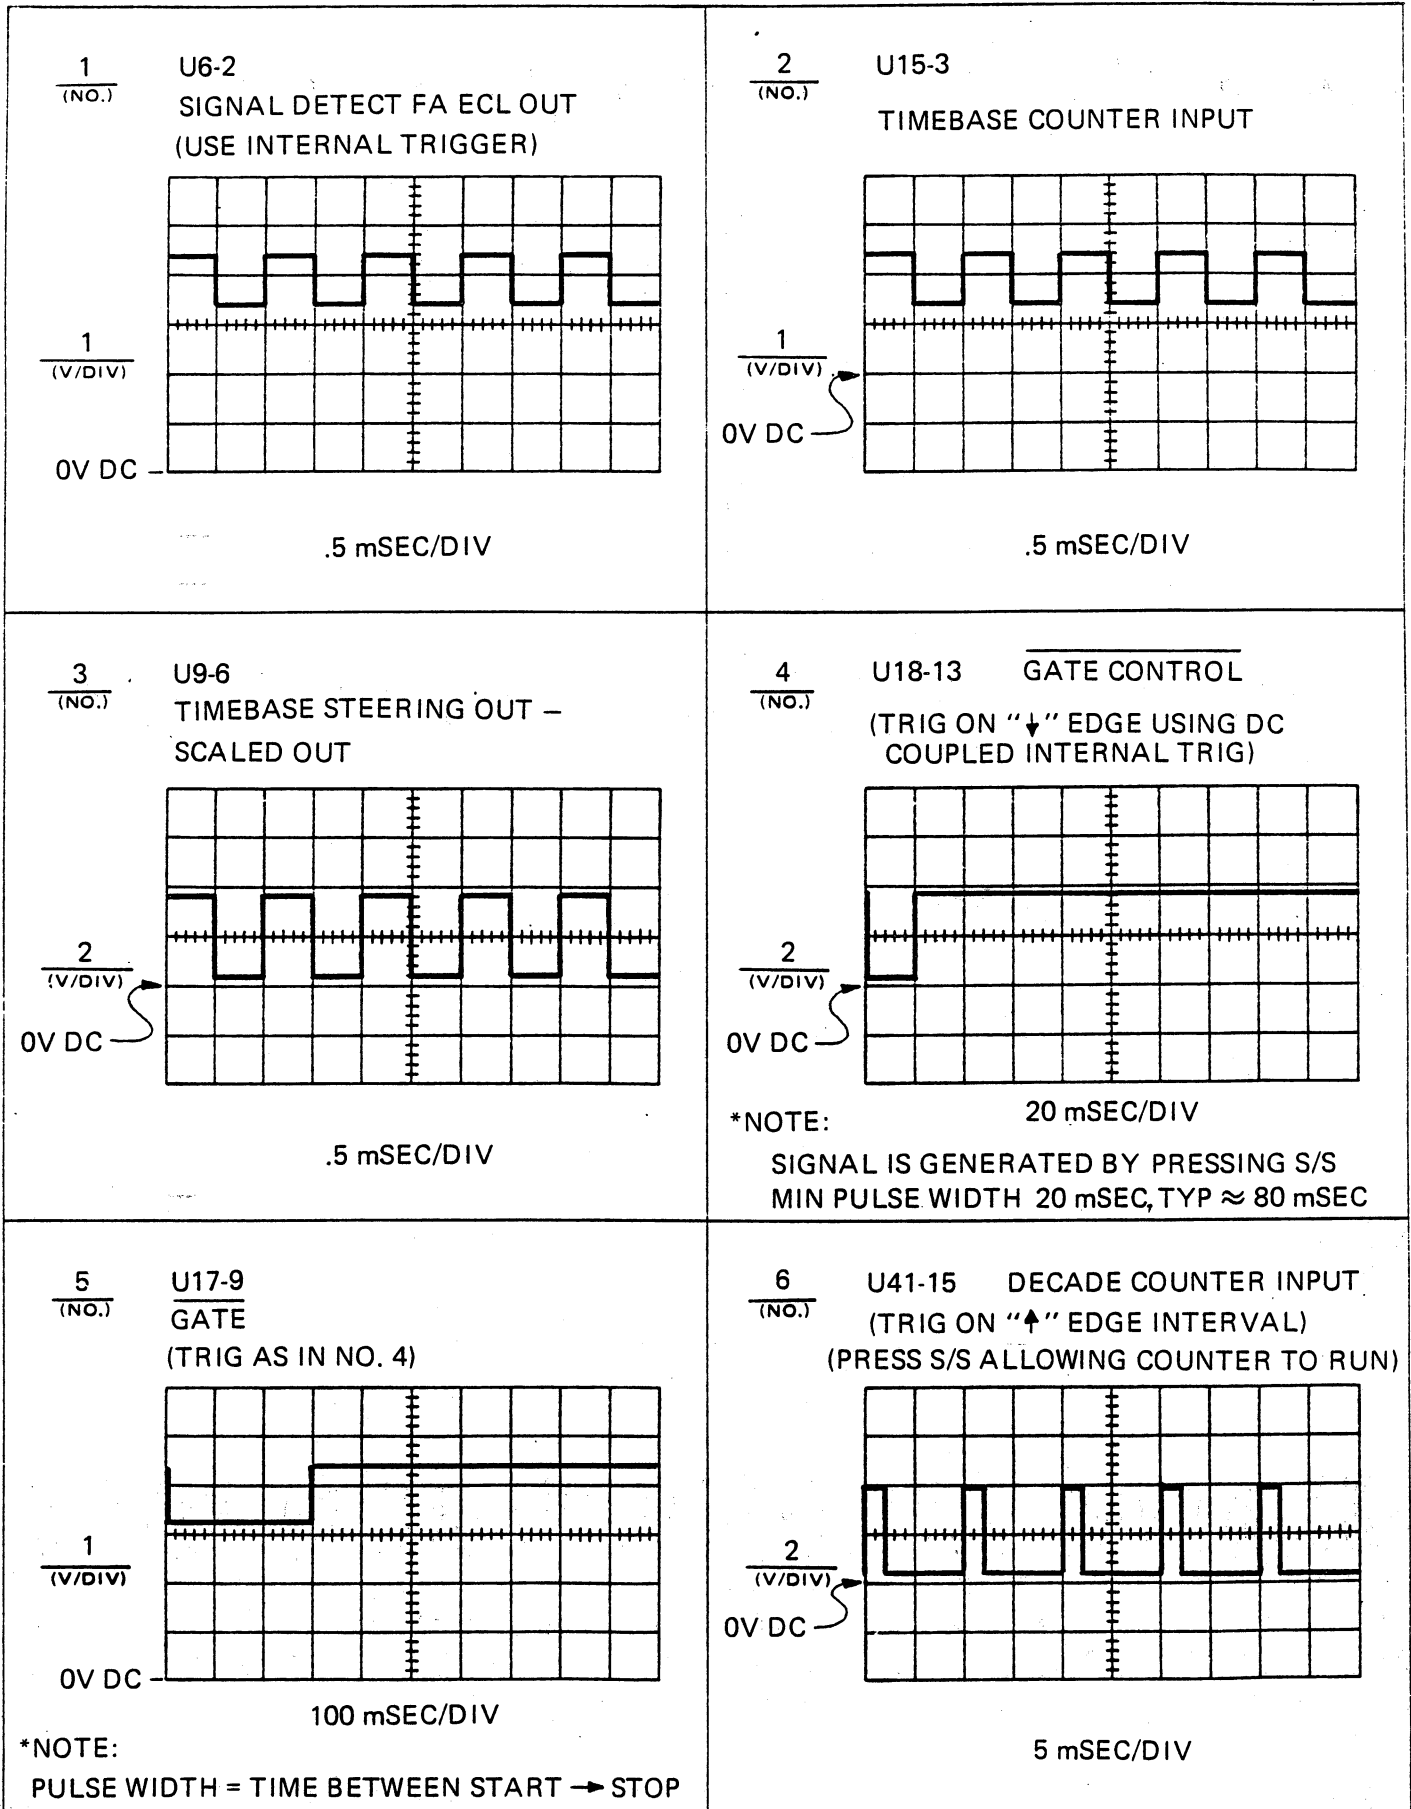 1
(NO.)
U6-2
SIGNAL DETECT FA ECL OUT
(USE INTERNAL TRIGGER)
1
(V/DIV)
0V DC
.5 mSEC/DIV
2
(NO.)
U15-3
TIMEBASE COUNTER INPUT
1
(V/DIV)
0V DC
.5 mSEC/DIV
3
(NO.)
U9-6
TIMEBASE STEERING OUT –
SCALED OUT
2
(V/DIV)
0V DC
.5 mSEC/DIV
4
(NO.)
U18-13 GATE CONTROL
(TRIG ON "↓" EDGE USING DC
COUPLED INTERNAL TRIG)
2
(V/DIV)
0V DC
20 mSEC/DIV
*NOTE:
SIGNAL IS GENERATED BY PRESSING S/S
MIN PULSE WIDTH 20 mSEC, TYP ≈ 80 mSEC
5
(NO.)
U17-9
GATE
(TRIG AS IN NO. 4)
1
(V/DIV)
0V DC
100 mSEC/DIV
*NOTE:
PULSE WIDTH = TIME BETWEEN START → STOP
6
(NO.)
U41-15 DECADE COUNTER INPUT
(TRIG ON "↑" EDGE INTERVAL)
(PRESS S/S ALLOWING COUNTER TO RUN)
2
(V/DIV)
0V DC
5 mSEC/DIV